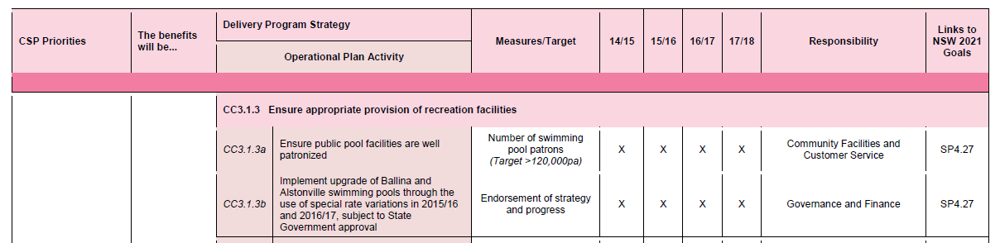 CSP Priorities
The benefits
will be...
Delivery Program Strategy
Operational Plan Activity
Measures/Target
14/15
15/16
16/17
17/18
Responsibility
Links to
NSW 2021
Goals
CC3.1.3 Ensure appropriate provision of recreation facilities
CC3.1.3a
Ensure public pool facilities are well
patronized
Number of swimming
pool patrons
(Target >120,000pa)
X
X
X
X
Community Facilities and
Customer Service
SP4.27
CC3.1.3b
Implement upgrade of Ballina and
Alstonville swimming pools through the
use of special rate variations in 2015/16
and 2016/17, subject to State
Government approval
Endorsement of strategy
and progress
X
X
X
X
Governance and Finance
SP4.27